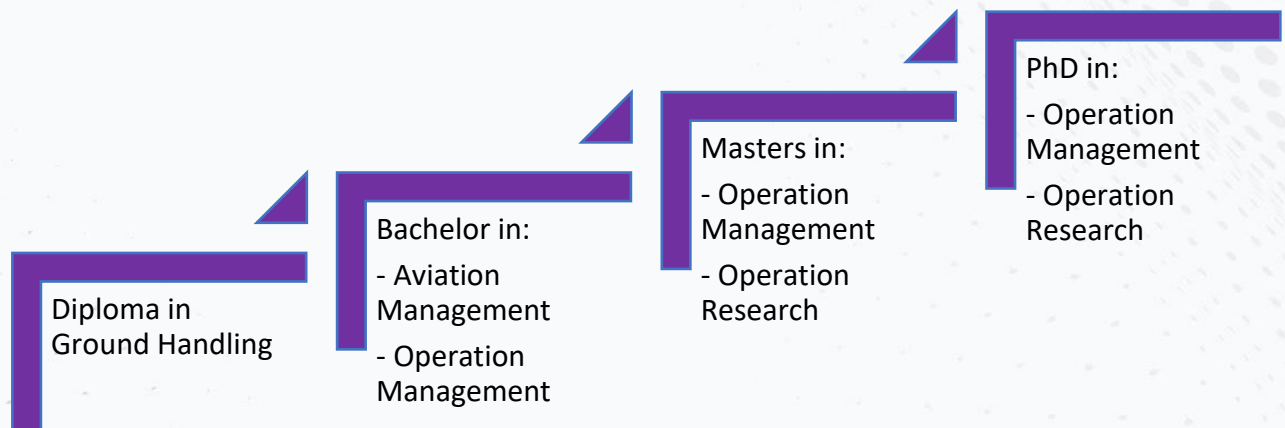 Diploma in
Ground Handling
Bachelor in:
- Aviation
Management
- Operation
Management
Masters in:
- Operation
Management
- Operation
Research
PhD in:
- Operation
Management
- Operation
Research